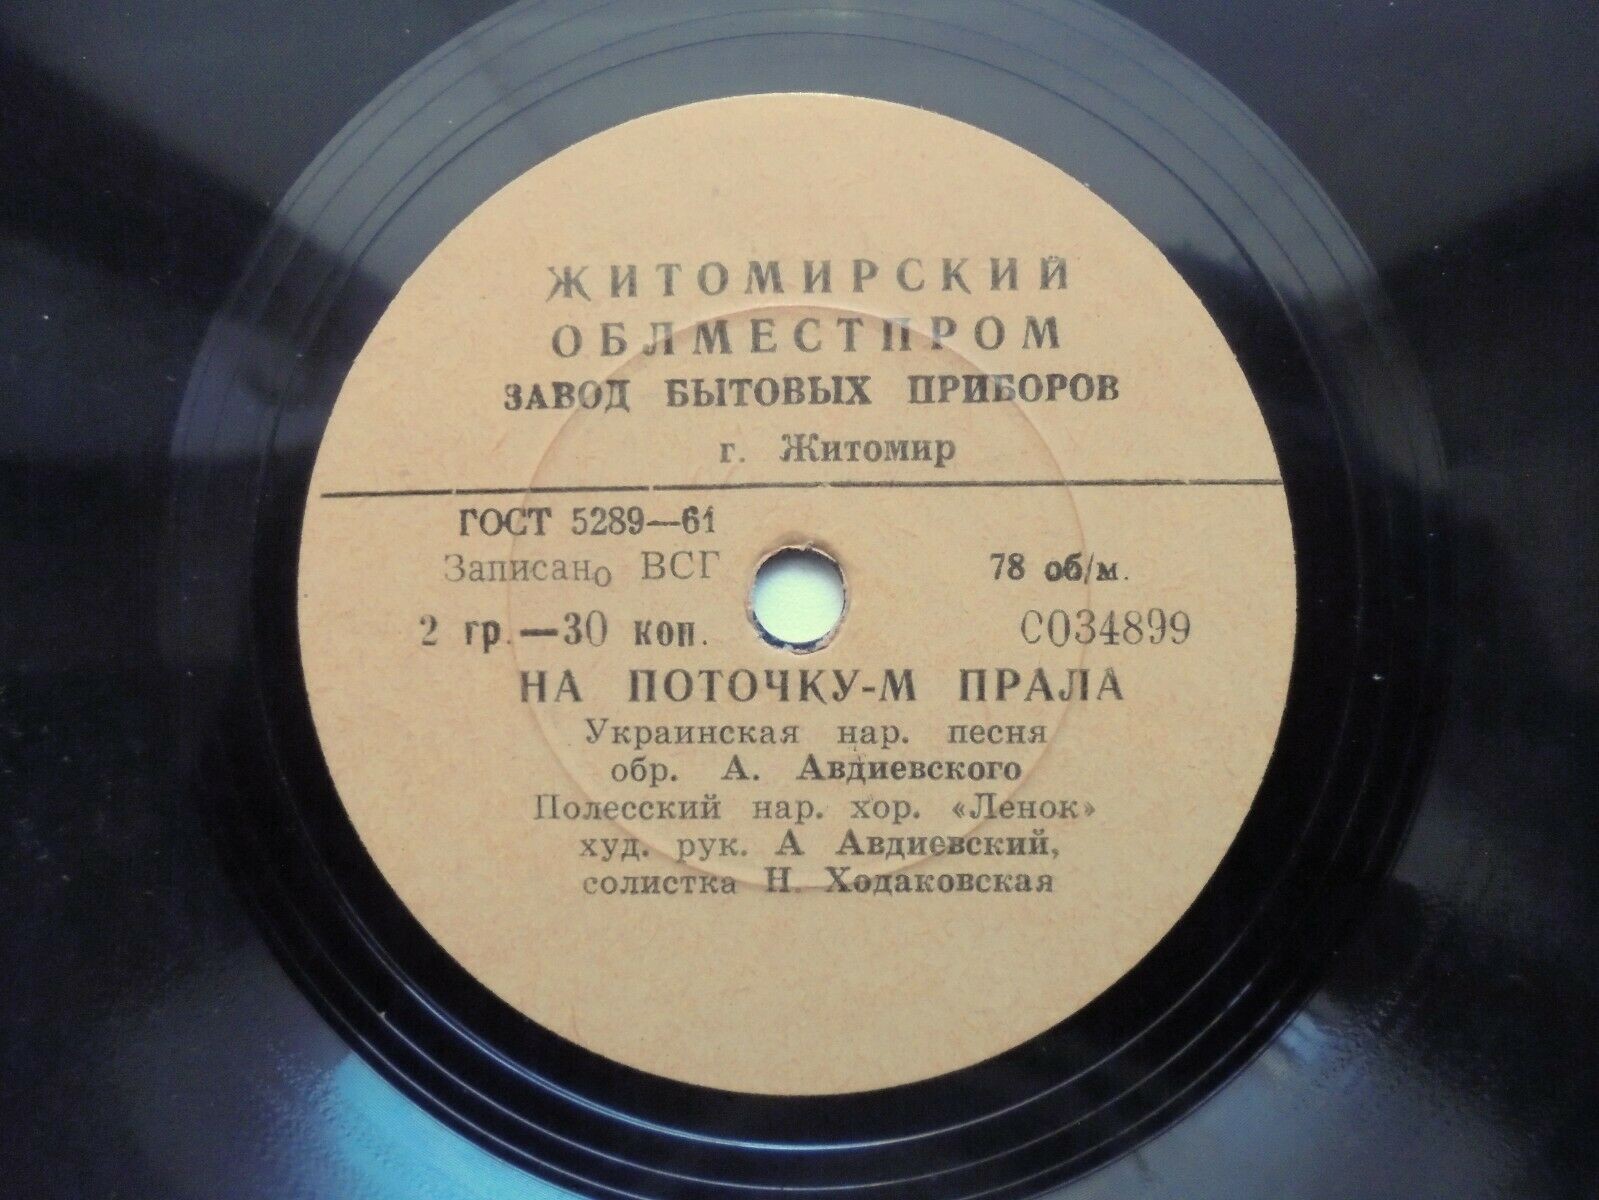 ЖИТОМИРСКИЙ
ОБЛМЕСТПРОМ
ЗАВОД БЫТОВЫХ ПРИБОРОВ
г. Житомир
ГОСТ 5289—61
Записано ВСГ 78 об/м.
2 гр.—30 коп. СО34899
НА ПОТОЧКУ-М ПРАЛА
Украинская нар. песня
обр. А. Авдиевского
Полесский нар. хор. «Ленок»
худ. рук. А Авдиевский,
солистка Н. Ходаковская